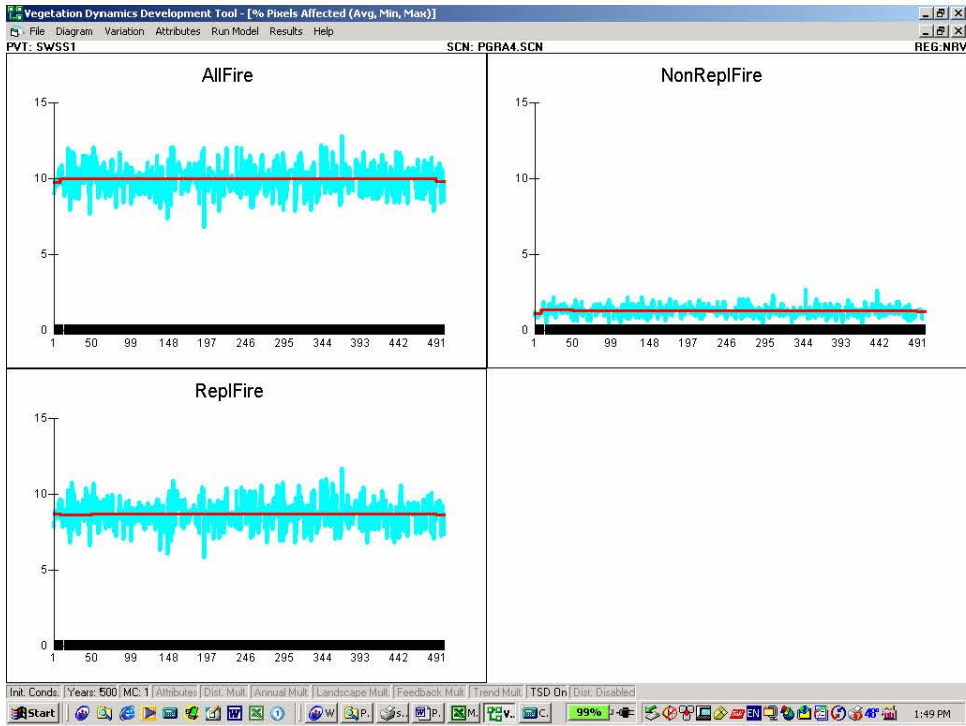 Vegetation Dynamics Development Tool - [% Pixels Affected (Avg, Min, Max)]
File Diagram Variation Attributes Run Model Results Help
PVT: SWSS1 SCN: PGRA4.SCN REG:NRV
AllFire
15
10
5
0
1 50 99 148 197 246 295 344 393 442 491
NonReplFire
15
10
5
0
1 50 99 148 197 246 295 344 393 442 491
ReplFire
15
10
5
0
1 50 99 148 197 246 295 344 393 442 491
Init. Conds. Years: 500 MC: 1 Attributes Dist. Mult. Annual Mult. Landscape Mult. Feedback Mult. Trend Mult. TSD On Dist. Disabled
Start W P. s.. P. M. V.. C. 99% EN 48° 1:49 PM